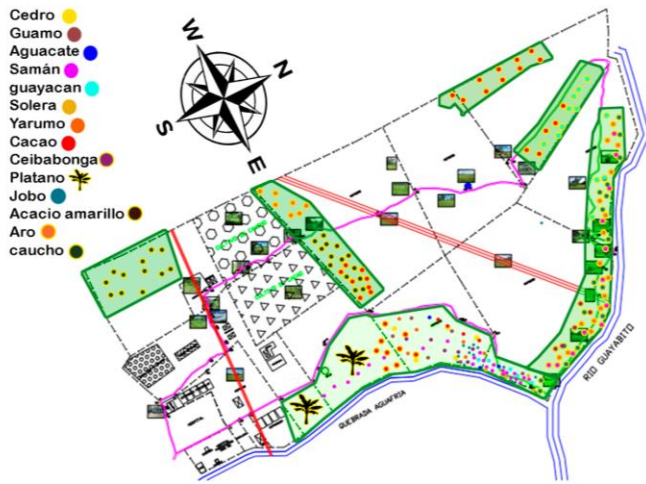 Cedro
Guamo
Aguacate
Samán
guayacan
Solera
Yarumo
Cacao
Ceibabonga
Platano
Jobo
Acacio amarillo
Aro
caucho
W
N
S
E
QUEBRADA AGUAFRIA
RIO GUAYABITO